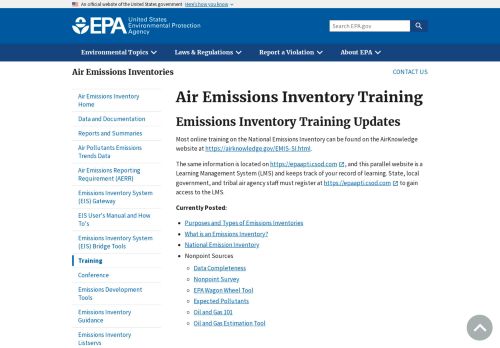 An official website of the United States government Here's how you know
EPA United States
Environmental Protection
Agency
Search EPA.gov
Environmental Topics
Laws & Regulations
Report a Violation
About EPA
Air Emissions Inventories
CONTACT US
Air Emissions Inventory
Home
Data and Documentation
Reports and Summaries
Air Pollutants Emissions
Trends Data
Air Emissions Reporting
Requirement (AERR)
Emissions Inventory System
(EIS) Gateway
EIS User's Manual and How
To's
Emissions Inventory System
(EIS) Bridge Tools
Training
Conference
Emissions Development
Tools
Emissions Inventory
Guidance
Emissions Inventory
Listservs
Air Emissions Inventory Training
Emissions Inventory Training Updates
Most online training on the National Emissions Inventory can be found on the AirKnowledge
website at https://airknowledge.gov/EMIS-SI.html.
The same information is located on https://epaapti.csod.com, and this parallel website is a
Learning Management System (LMS) and keeps track of your record of learning. State, local
government, and tribal air agency staff must register at https://epaapti.csod.com to gain
access to the LMS.
Currently Posted:
Purposes and Types of Emissions Inventories
What is an Emissions Inventory?
National Emission Inventory
Nonpoint Sources
Data Completeness
Nonpoint Survey
EPA Wagon Wheel Tool
Expected Pollutants
Oil and Gas 101
Oil and Gas Estimation Tool